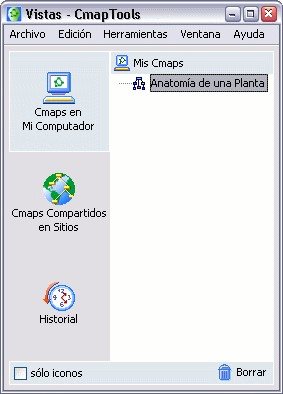 Vistas - CmapTools
Archivo Edición Herramientas Ventana Ayuda
Cmaps en
Mi Computador
Cmaps Compartidos
en Sitios
Historial
Mis Cmaps
Anatomía de una Planta
sólo iconos
Borrar